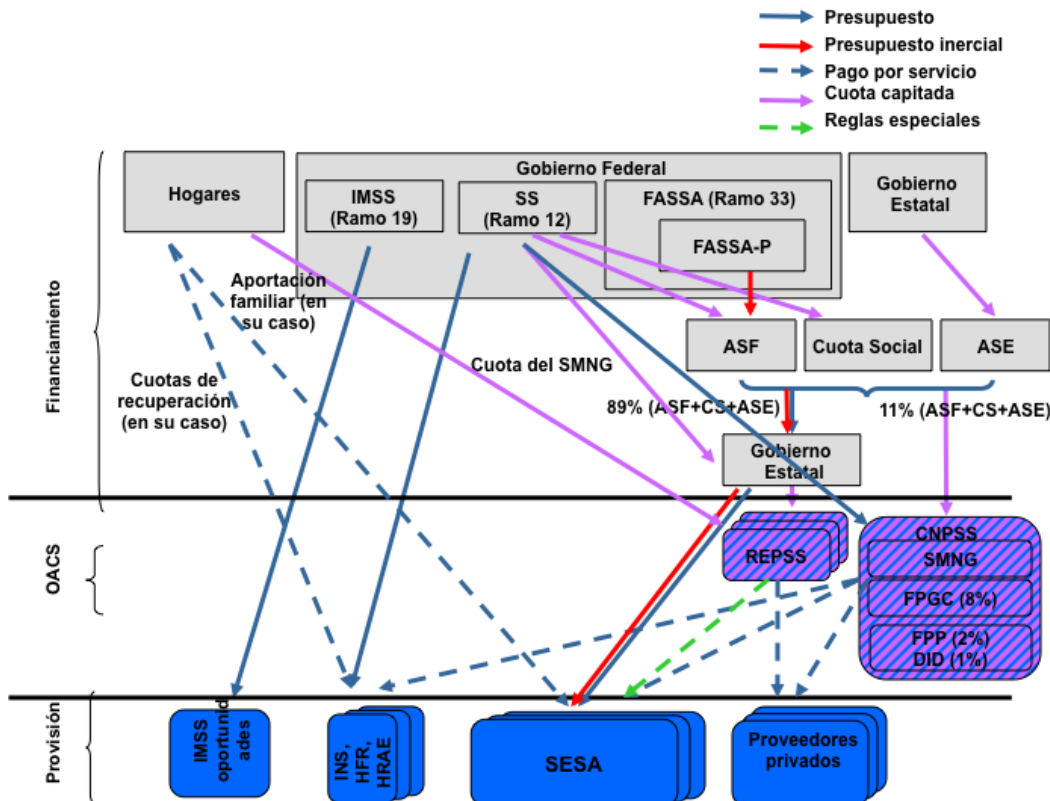 Presupuesto
Presupuesto inercial
Pago por servicio
Cuota capitada
Reglas especiales
Financiamiento
Hogares
Gobierno Federal
IMSS
(Ramo 19)
SS
(Ramo 12)
FASSA (Ramo 33)
FASSA-P
Gobierno
Estatal
Aportación
familiar (en
su caso)
Cuotas de
recuperación
(en su caso)
Cuota del SMNG
ASF
Cuota Social
ASE
89% (ASF+CS+ASE)
11% (ASF+CS+ASE)
Gobierno
Estatal
OACS
REPSS
CNPSS
SMNG
FPGC (8%)
FPP (2%)
DID (1%)
Provisión
IMSS
oportunid
ades
INS,
HFR,
HRAE
SESA
Proveedores
privados